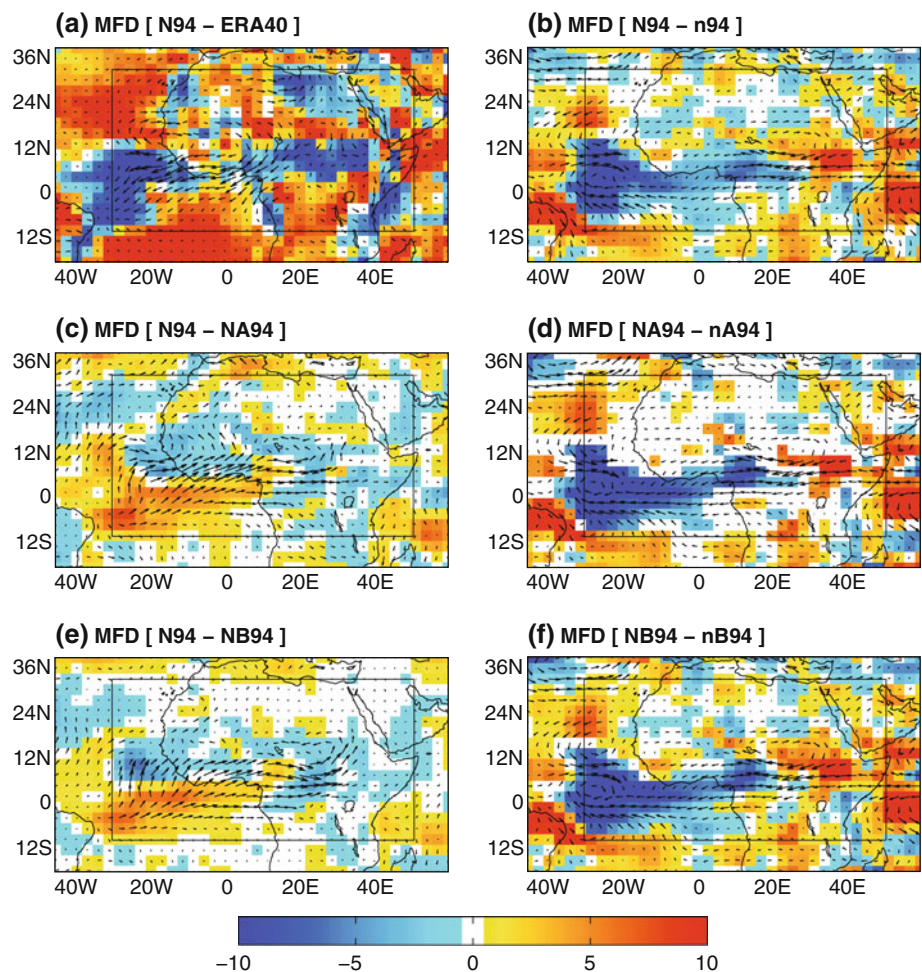 (a) MFD [ N94 – ERA40 ]
(b) MFD [ N94 – n94 ]
36N
24N
12N
0
12S
40W 20W 0 20E 40E
36N
24N
12N
0
12S
40W 20W 0 20E 40E
(c) MFD [ N94 – NA94 ]
(d) MFD [ NA94 – nA94 ]
36N
24N
12N
0
12S
40W 20W 0 20E 40E
36N
24N
12N
0
12S
40W 20W 0 20E 40E
(e) MFD [ N94 – NB94 ]
(f) MFD [ NB94 – nB94 ]
36N
24N
12N
0
12S
40W 20W 0 20E 40E
36N
24N
12N
0
12S
40W 20W 0 20E 40E
−10 −5 0 5 10